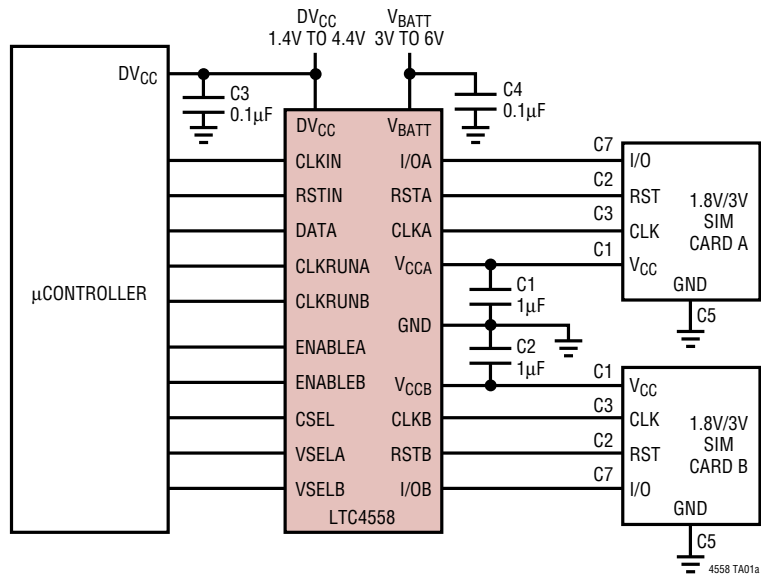 DVCC
1.4V TO 4.4V
VBATT
3V TO 6V
DVCC
C3
0.1µF
C4
0.1µF
µCONTROLLER
DVCC
CLKIN
RSTIN
DATA
CLKRUNA
CLKRUNB
ENABLEA
ENABLEB
CSEL
VSELA
VSELB
VBATT
I/OA
RSTA
CLKA
VCCA
GND
VCCB
CLKB
RSTB
I/OB
LTC4558
C1
1µF
C2
1µF
C7
C2
C3
C1
I/O
RST
CLK
VCC
1.8V/3V
SIM
CARD A
GND
C5
C1
C3
C2
C7
VCC
CLK
RST
I/O
1.8V/3V
SIM
CARD B
GND
C5
4558 TA01a